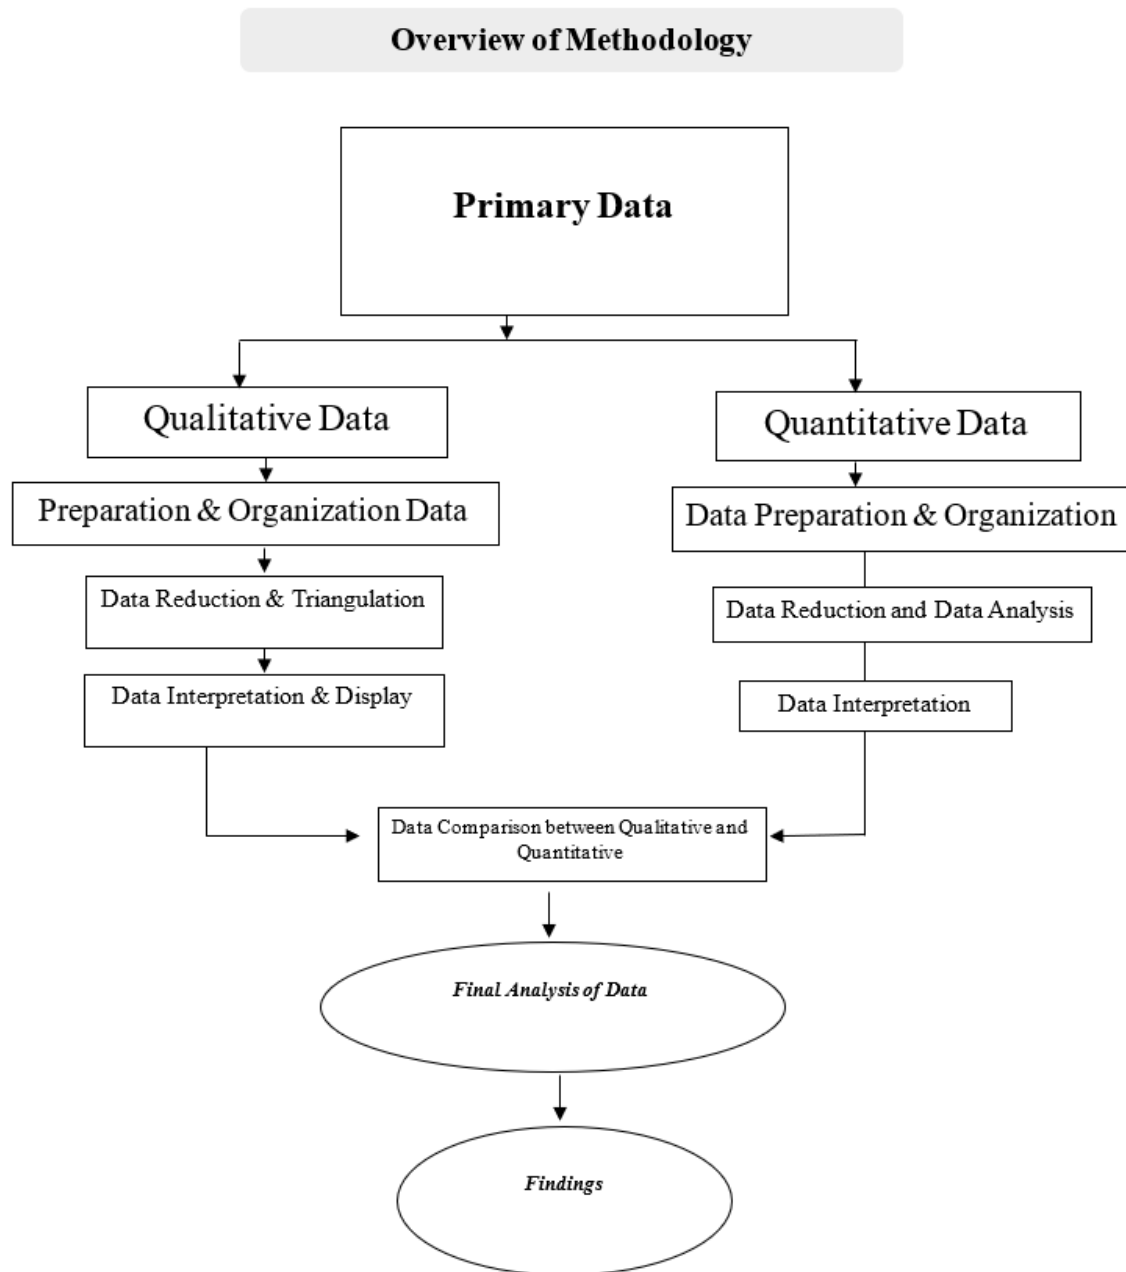 Overview of Methodology
Primary Data
Qualitative Data
Quantitative Data
Preparation & Organization Data
Data Preparation & Organization
Data Reduction & Triangulation
Data Reduction and Data Analysis
Data Interpretation & Display
Data Interpretation
Data Comparison between Qualitative and
Quantitative
Final Analysis of Data
Findings